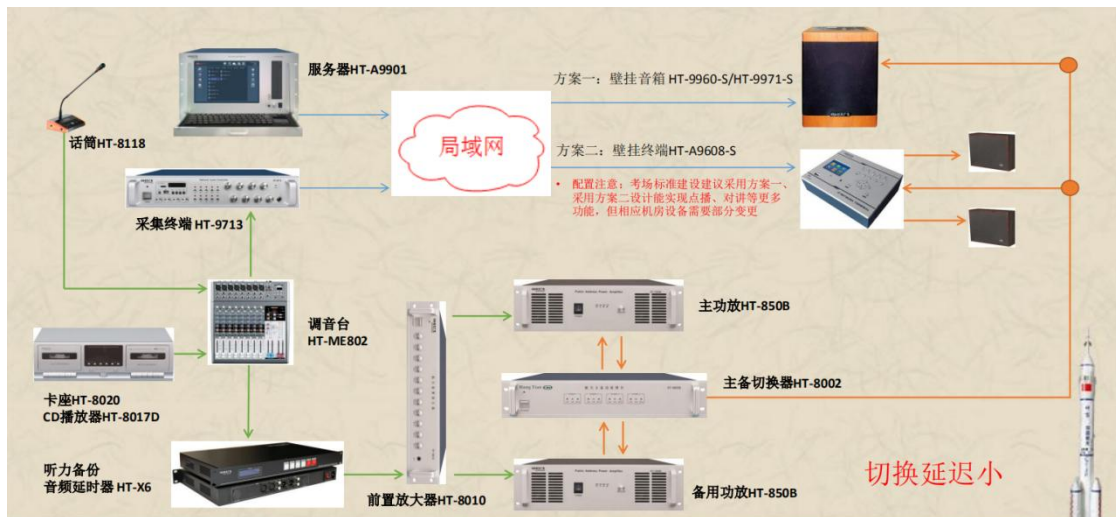 服务器HT-A9901
方案一：壁挂音箱 HT-9960-S/HT-9971-S
话筒HT-8118
局域网
方案二：壁挂终端HT-A9608-S
• 配置注意：考场标准建设建议采用方案一、
采用方案二设计能实现点播、对讲等更多
功能，但相应机房设备需要部分变更
采集终端 HT-9713
主功放HT-850B
调音台
HT-ME802
主备切换器HT-8002
卡座HT-8020
CD播放器HT-8017D
听力备份
音频延时器 HT-X6
前置放大器HT-8010
备用功放HT-850B
切换延迟小